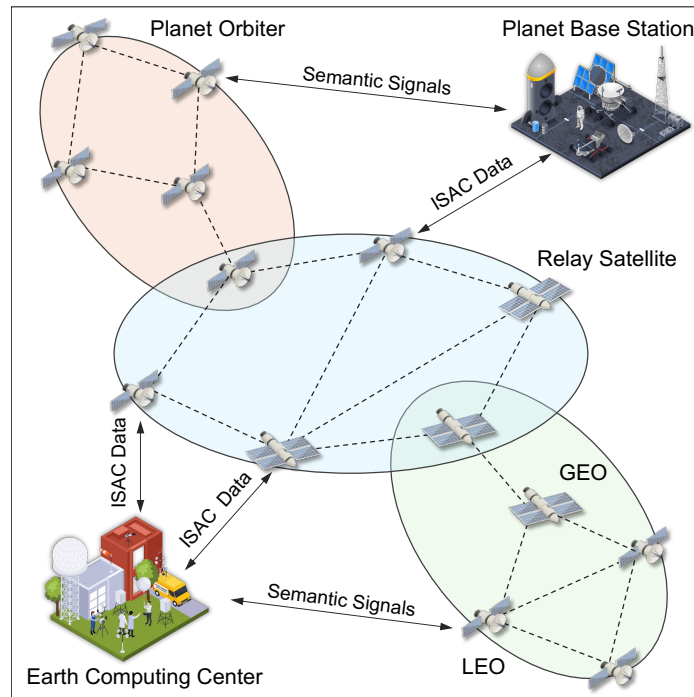 Planet Orbiter
Planet Base Station
Semantic Signals
ISAC Data
Relay Satellite
ISAC Data
ISAC Data
GEO
Semantic Signals
LEO
Earth Computing Center